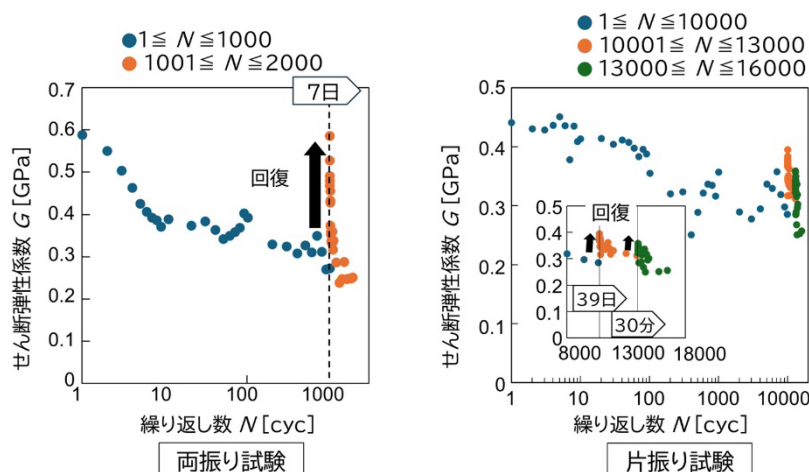 1≦ N ≦1000
1001≦ N ≦2000
7日
回復
せん断弾性係数 G [GPa]
0.7
0.6
0.5
0.4
0.3
0.2
0.1
0
1
10
100
1000
繰り返し数 N [cyc]
両振り試験
1≦ N ≦10000
10001≦ N ≦13000
13000≦ N ≦16000
せん断弾性係数 G [GPa]
0.5
0.4
0.3
0.2
0.1
0
回復
0.5
0.4
0.3
0.2
0.1
0
39日
30分
8000
13000
18000
1
10
100
1000
10000
繰り返し数 N [cyc]
片振り試験